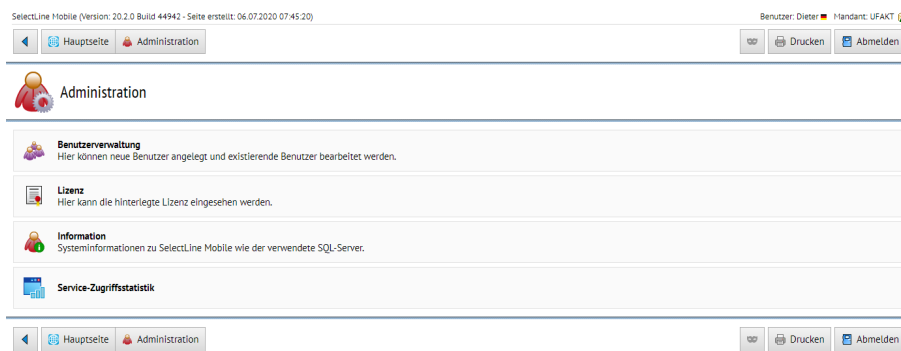 SelectLine Mobile (Version: 20.2.0 Build 44942 - Seite erstellt: 06.07.2020 07:45:20) Benutzer: Dieter Mandant: UFAKT
Hauptseite Administration Drucken Abmelden
Administration
Benutzerverwaltung
Hier können neue Benutzer angelegt und existierende Benutzer bearbeitet werden.
Lizenz
Hier kann die hinterlegte Lizenz eingesehen werden.
Information
Systeminformationen zu SelectLine Mobile wie der verwendete SQL-Server.
Service-Zugriffsstatistik
Hauptseite Administration Drucken Abmelden